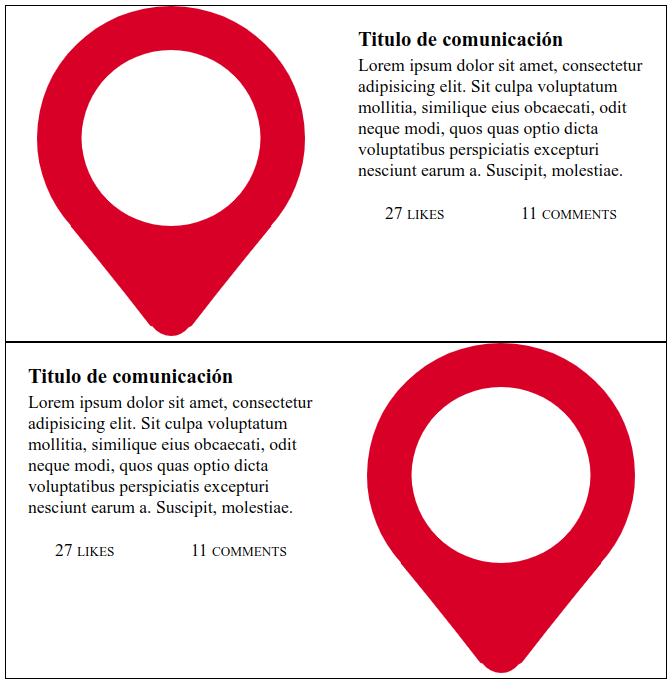 Titulo de comunicación
Lorem ipsum dolor sit amet, consectetur
adipisicing elit. Sit culpa voluptatum
mollitia, similique eius obcaecati, odit
neque modi, quos quas optio dicta
voluptatibus perspiciatis excepturi
nesciunt earum a. Suscipit, molestiae.
27 LIKES 11 COMMENTS
Titulo de comunicación
Lorem ipsum dolor sit amet, consectetur
adipisicing elit. Sit culpa voluptatum
mollitia, similique eius obcaecati, odit
neque modi, quos quas optio dicta
voluptatibus perspiciatis excepturi
nesciunt earum a. Suscipit, molestiae.
27 LIKES 11 COMMENTS